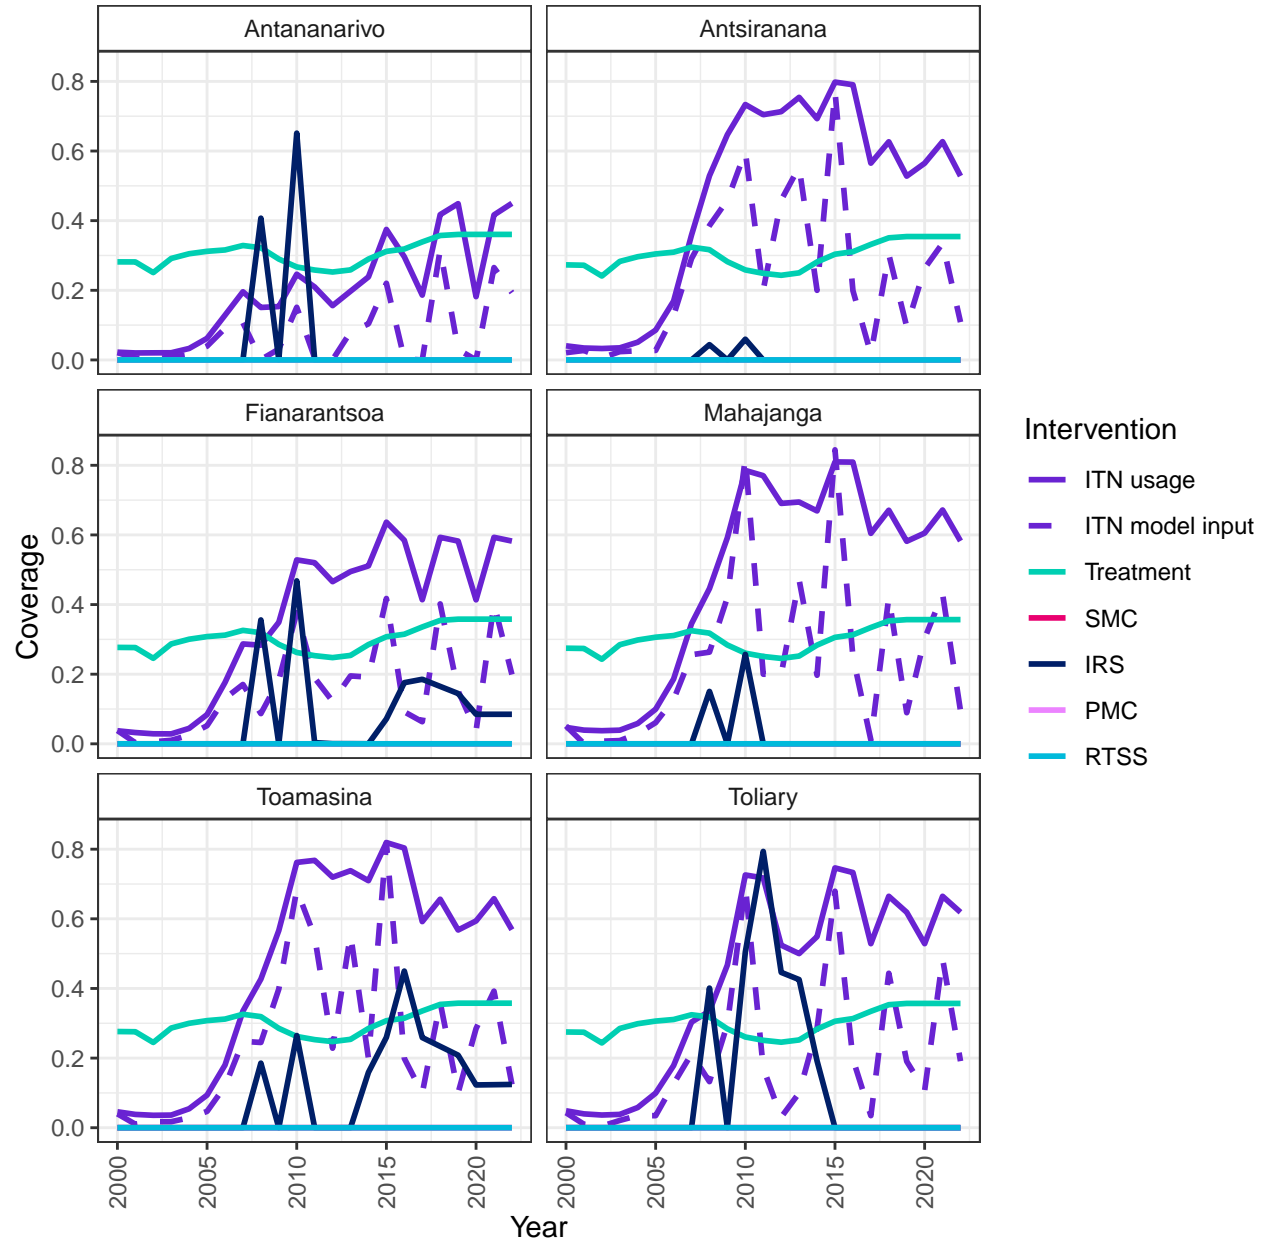 Antananarivo
Antsiranana
0.8
0.6
0.4
0.2
0.0
Fianarantsoa
Mahajanga
0.8
0.6
0.4
0.2
0.0
Toamasina
Toliary
0.8
0.6
0.4
0.2
0.0
2000
2005
2010
2015
2020
2000
2005
2010
2015
2020
Year
Coverage
Intervention
ITN usage
ITN model input
Treatment
SMC
IRS
PMC
RTSS